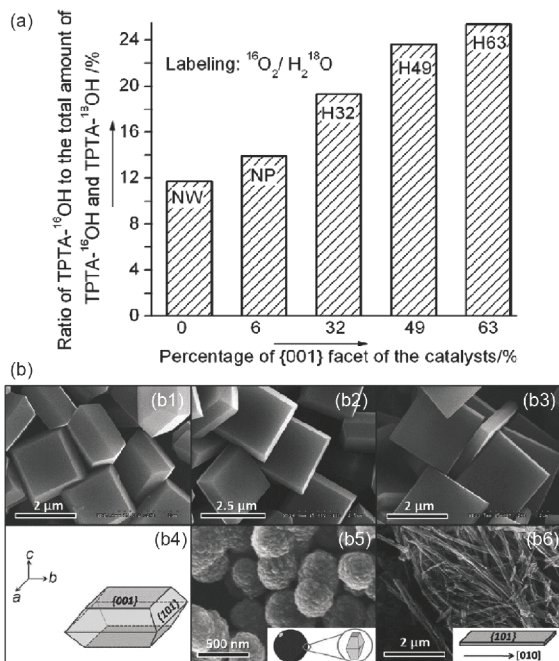 (a)
Ratio of TPTA-¹⁶OH to the total amount of
TPTA-¹⁶OH and TPTA-¹⁸OH /%
24
20
16
12
8
4
0
Labeling: ¹⁶O₂/ H₂¹⁸O
NW
NP
H32
H49
H63
0 6 32 49 63
Percentage of {001} facet of the catalysts/%
(b)
(b1)
2 μm
(b2)
2.5 μm
(b3)
2 μm
(b4)
c
b
a
{001}
{101}
(b5)
500 nm
(b6)
2 μm
{101}
[010]